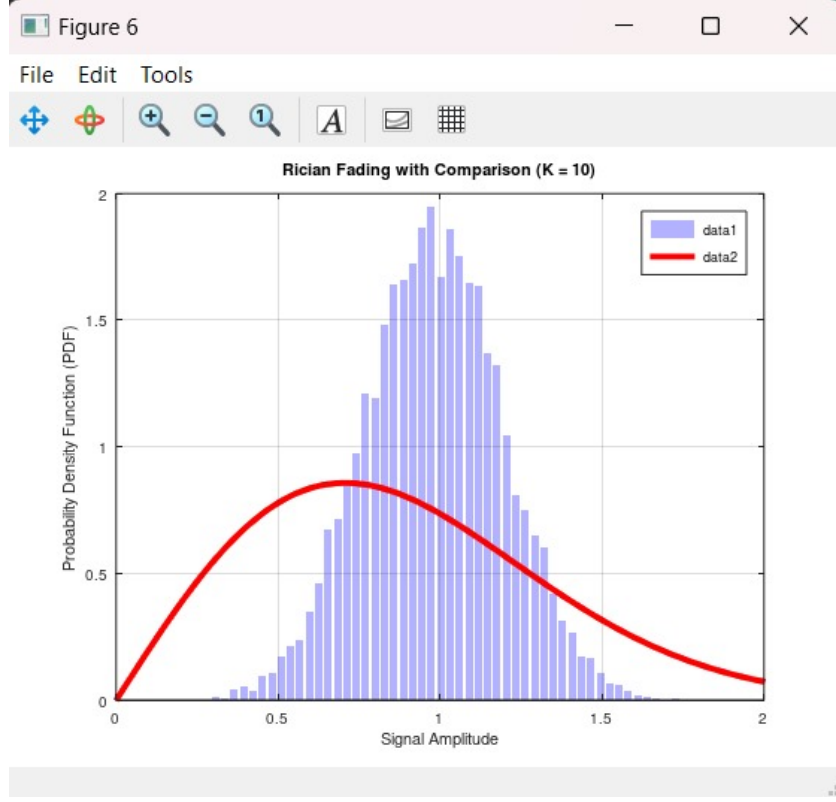 Figure 6
File Edit Tools
A
Rician Fading with Comparison (K = 10)
data1
data2
Probability Density Function (PDF)
2
1.5
1
0.5
0
0 0.5 1 1.5 2
Signal Amplitude